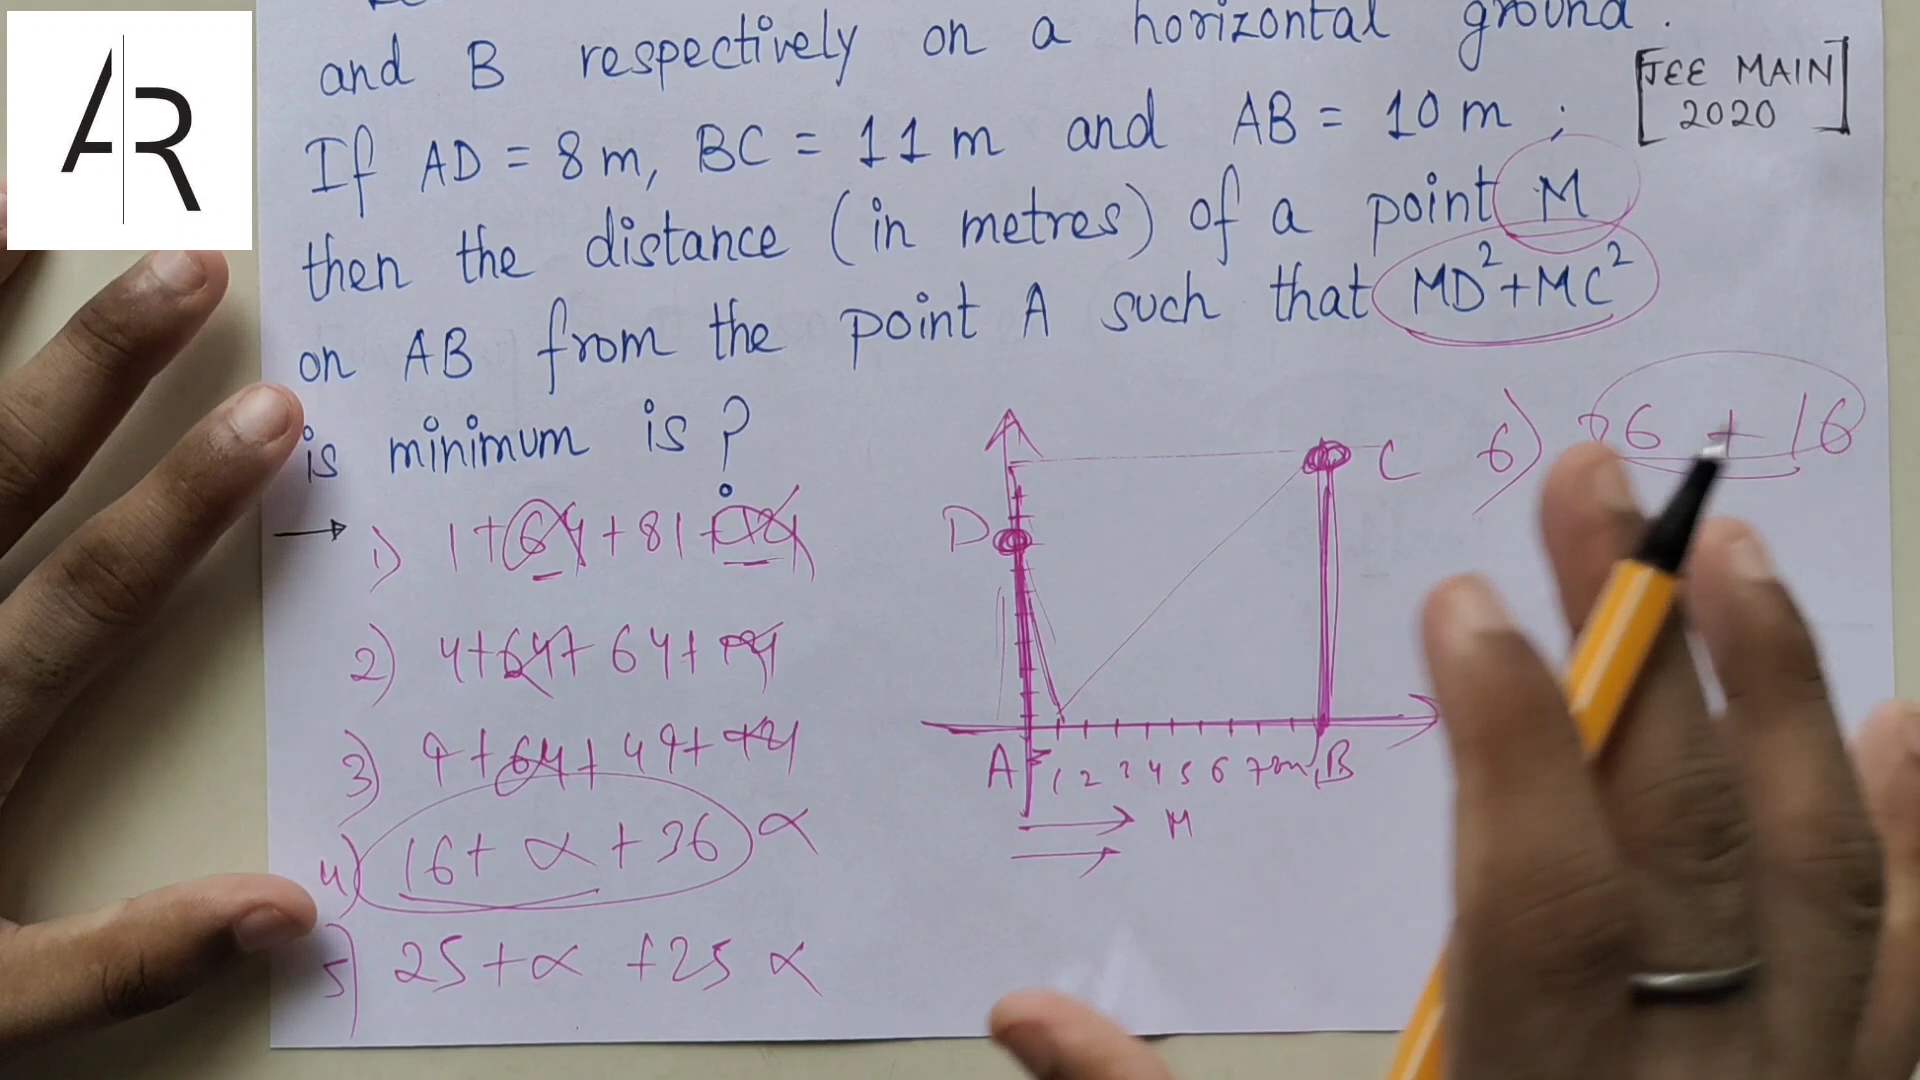 AR
and B respectively on a horizontal ground.
[JEE MAIN 2020]
If AD = 8 m, BC = 11 m and AB = 10 m ;
then the distance (in metres) of a point M
on AB from the point A such that MD²+MC²
is minimum is ?
1) 1+64+81+
2) 4+64+ 64+
3) 9+64+ 49+
4) 16+ α +36 α
5) 25+α +25 α
6) 36 + 16
D
C
A 1 2 3 4 5 6 7 B
M